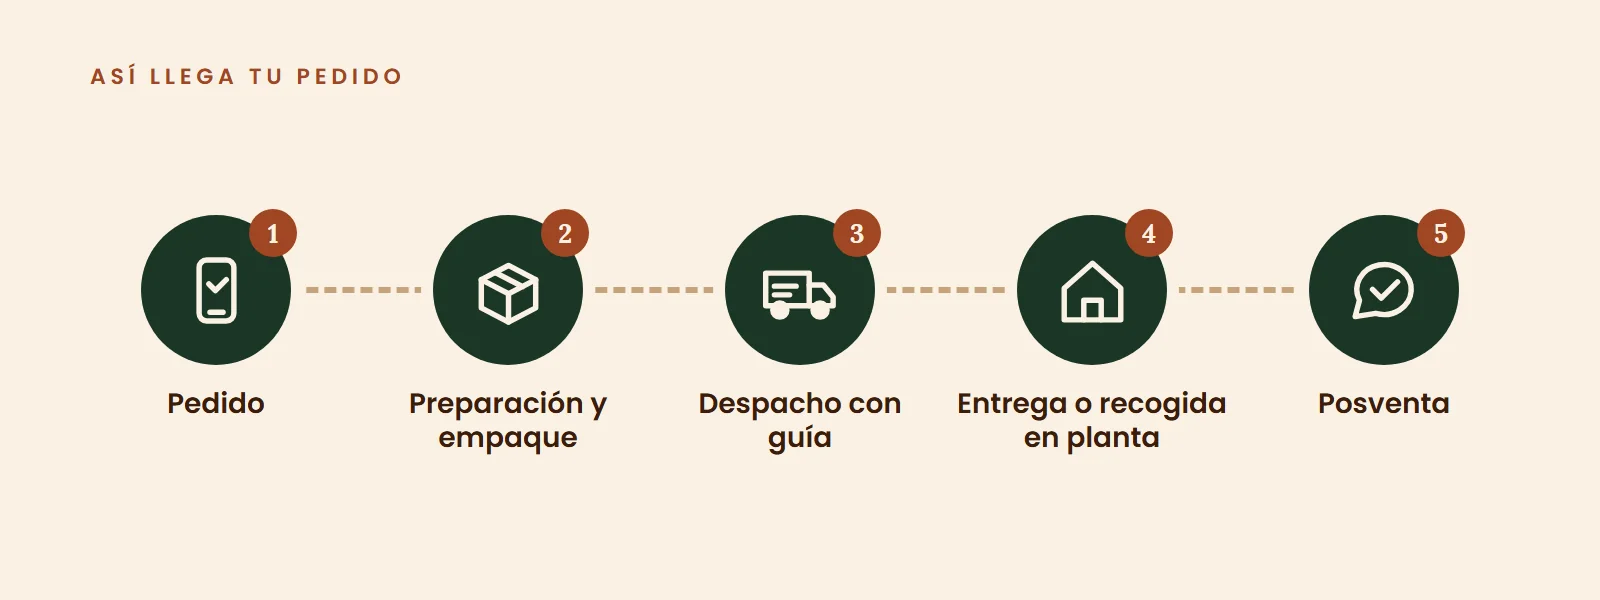 ASÍ LLEGA TU PEDIDO
1
Pedido
2
Preparación y
empaque
3
Despacho con
guía
4
Entrega o recogida
en planta
5
Posventa